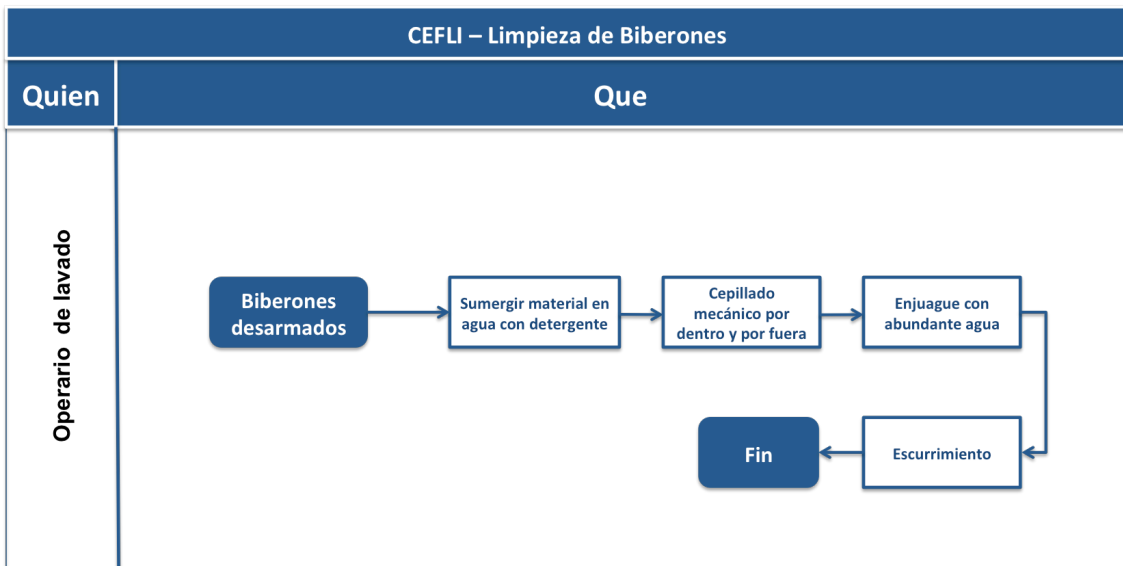 CEFLI – Limpieza de Biberones
Quien
Que
Operario de lavado
Biberones
desarmados
Sumergir material en
agua con detergente
Cepillado
mecánico por
dentro y por fuera
Enjuague con
abundante agua
Escurrimiento
Fin